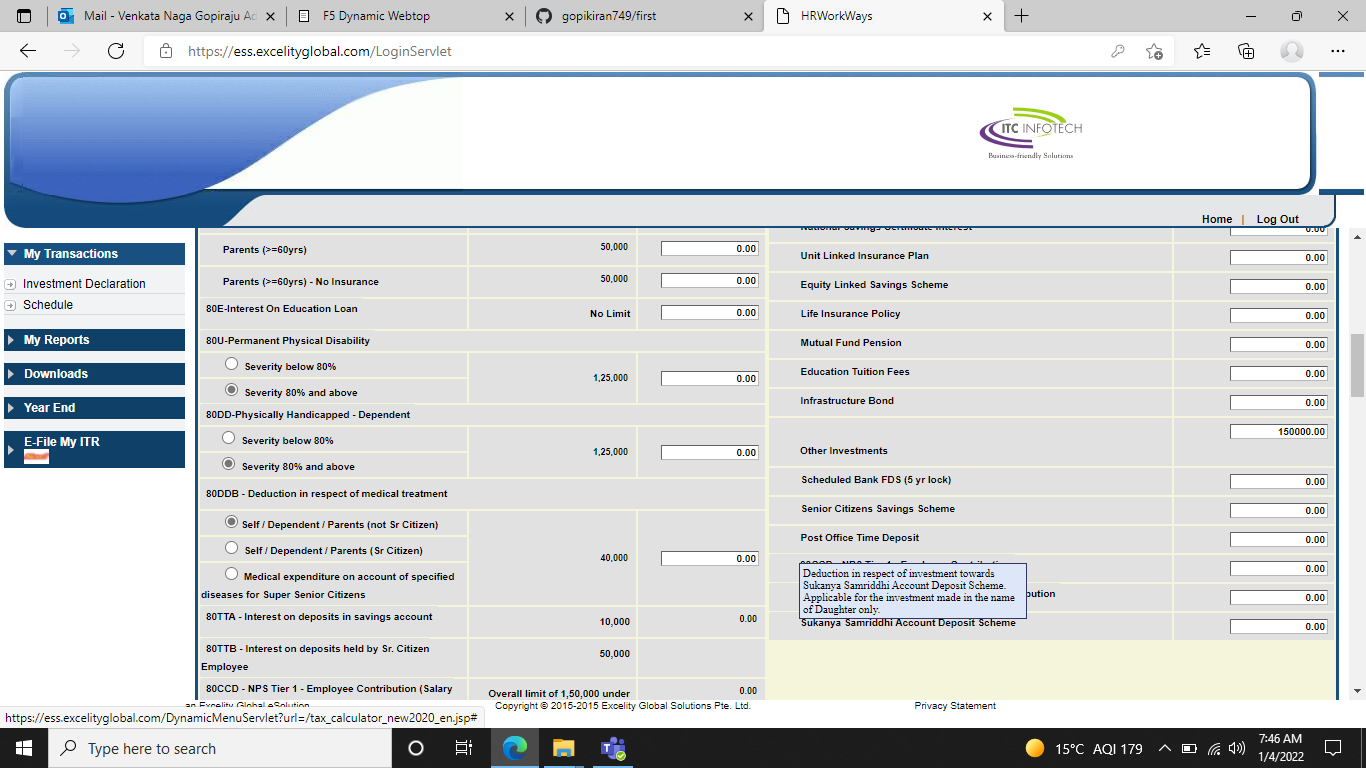 Mail - Venkata Naga Gopiraju Ad
F5 Dynamic Webtop
gopikiran749/first
HRWorkWays
https://ess.excelityglobal.com/LoginServlet
ITC INFOTECH
Business-friendly Solutions
Home | Log Out
My Transactions
Investment Declaration
Schedule
My Reports
Downloads
Year End
E-File My ITR
Parents (>=60yrs) 50,000 0.00
Parents (>=60yrs) - No Insurance 50,000 0.00
80E-Interest On Education Loan No Limit 0.00
80U-Permanent Physical Disability
Severity below 80%
1,25,000 0.00
Severity 80% and above
80DD-Physically Handicapped - Dependent
Severity below 80%
1,25,000 0.00
Severity 80% and above
80DDB - Deduction in respect of medical treatment
Self / Dependent / Parents (not Sr Citizen)
Self / Dependent / Parents (Sr Citizen)
40,000 0.00
Medical expenditure on account of specified
diseases for Super Senior Citizens
80TTA - Interest on deposits in savings account 10,000 0.00
80TTB - Interest on deposits held by Sr. Citizen
Employee
50,000
80CCD - NPS Tier 1 - Employee Contribution (Salary
Overall limit of 1,50,000 under
0.00
National Savings Certificate Interest 0.00
Unit Linked Insurance Plan 0.00
Equity Linked Savings Scheme 0.00
Life Insurance Policy 0.00
Mutual Fund Pension 0.00
Education Tuition Fees 0.00
Infrastructure Bond 0.00
150000.00
Other Investments
Scheduled Bank FDS (5 yr lock) 0.00
Senior Citizens Savings Scheme 0.00
Post Office Time Deposit 0.00
0.00
Deduction in respect of investment towards
Sukanya Samriddhi Account Deposit Scheme.
Applicable for the investment made in the name
of Daughter only.
bution 0.00
Sukanya Samriddhi Account Deposit Scheme 0.00
an Excelity Global eSolution
Copyright © 2015-2015 Excelity Global Solutions Pte. Ltd.
Privacy Statement
https://ess.excelityglobal.com/DynamicMenuServlet?url=/tax_calculator_new2020_en.jsp#
Type here to search
15°C AQI 179
7:46 AM
1/4/2022